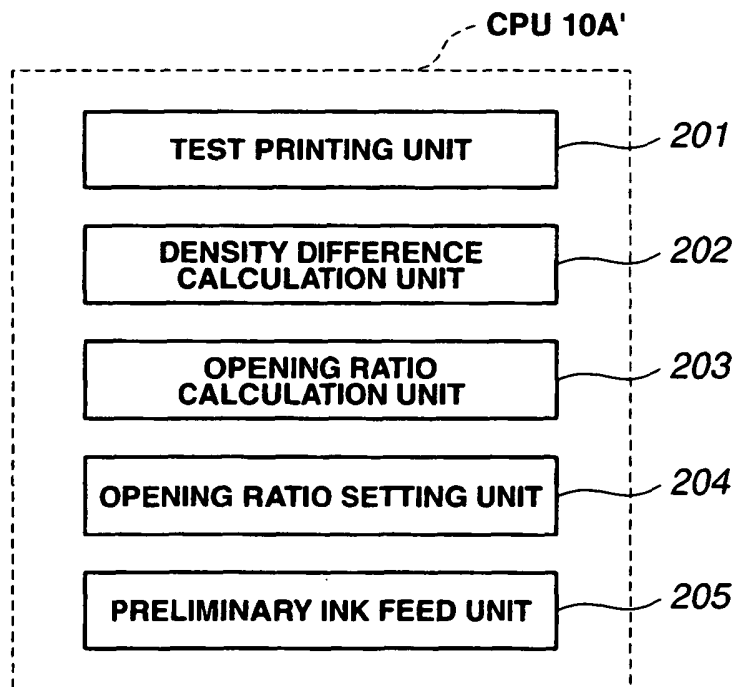 CPU 10A'
TEST PRINTING UNIT
201
DENSITY DIFFERENCE
CALCULATION UNIT
202
OPENING RATIO
CALCULATION UNIT
203
OPENING RATIO SETTING UNIT
204
PRELIMINARY INK FEED UNIT
205